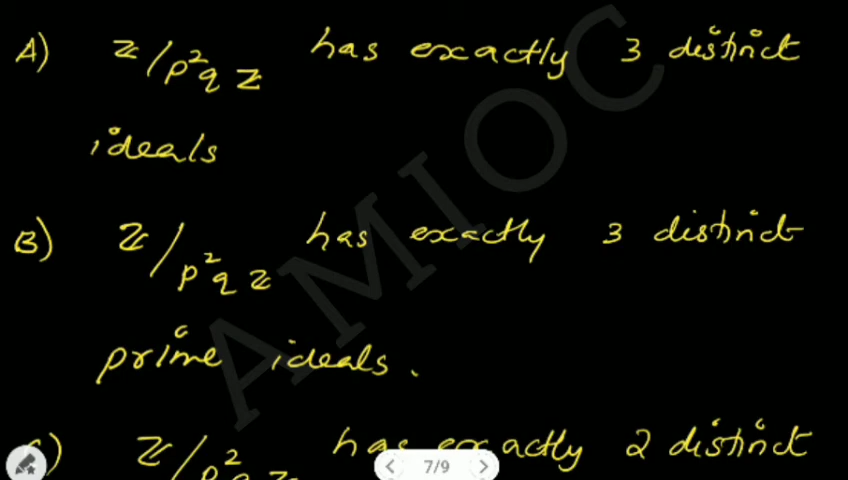 A) ℤ/p²qℤ has exactly 3 distinct
ideals
B) ℤ/p²qℤ has exactly 3 distinct
prime ideals.
ℤ/p²qℤ has exactly 2 distinct
7/9
AMIOC